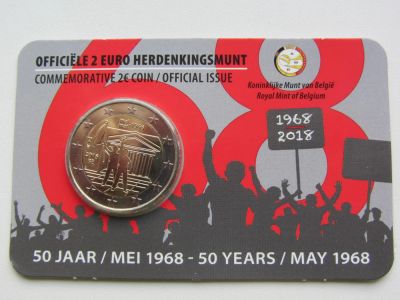 OFFICIËLE 2 EURO HERDENKINGSMUNT
COMMEMORATIVE 2€ COIN / OFFICIAL ISSUE
Koninklijke Munt van België
Royal Mint of Belgium
68
1968
2018
50 JAAR / MEI 1968 - 50 YEARS / MAY 1968